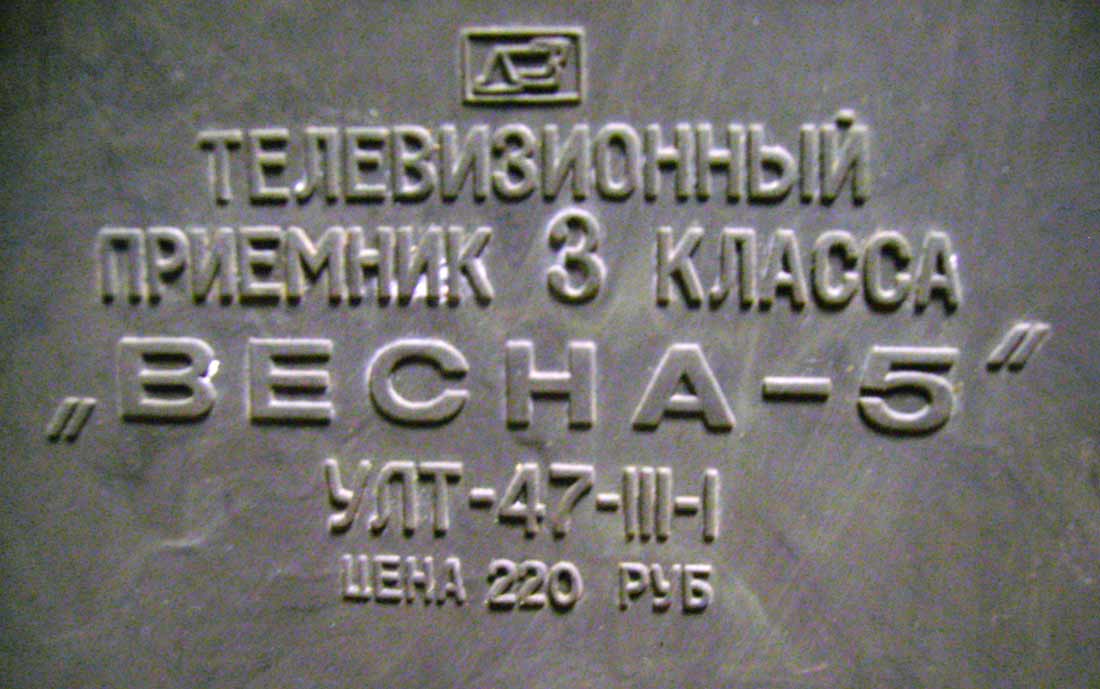 ТЕЛЕВИЗИОННЫЙ
ПРИЕМНИК 3 КЛАССА
„ВЕСНА-5"
УЛТ-47-III-I
ЦЕНА 220 РУБ